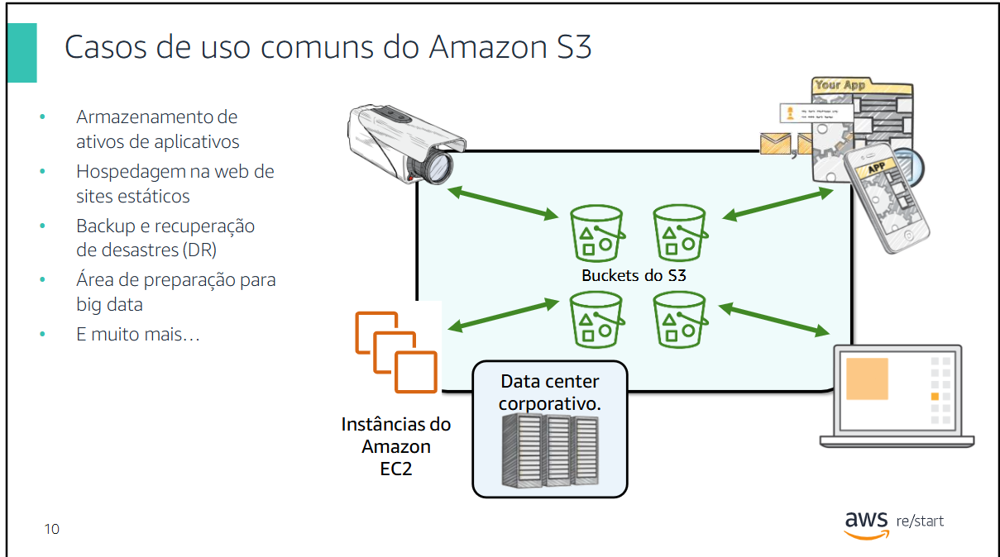 Casos de uso comuns do Amazon S3
• Armazenamento de
ativos de aplicativos
• Hospedagem na web de
sites estáticos
• Backup e recuperação
de desastres (DR)
• Área de preparação para
big data
• E muito mais…
Your App
APP
Buckets do S3
Instâncias do
Amazon
EC2
Data center
corporativo.
10
aws re/start